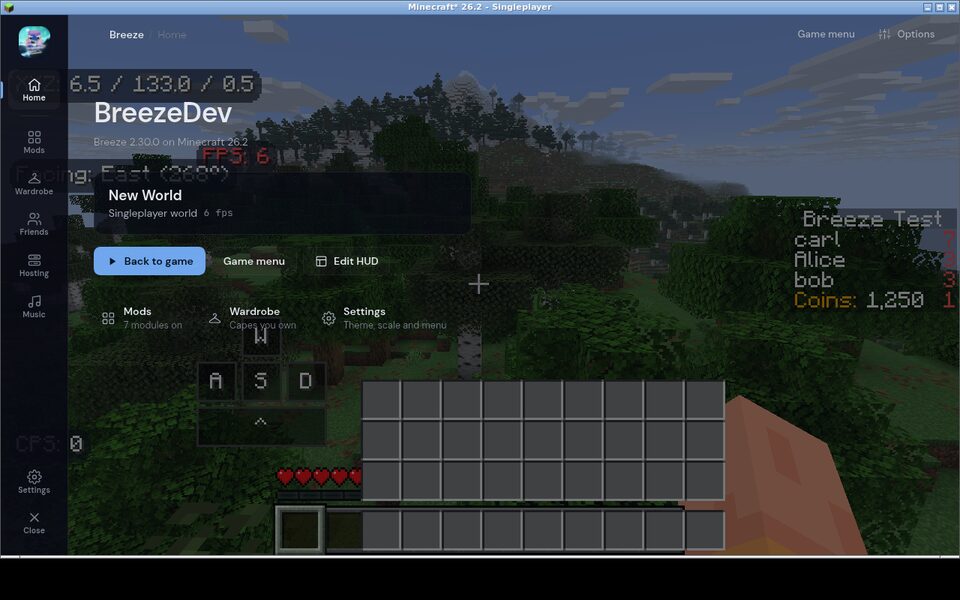 Minecraft* 26.2 - Singleplayer
Breeze / Home
Game menu
Options
6.5 / 133.0 / 0.5
Home
BreezeDev
Breeze 2.30.0 on Minecraft 26.2
FPS: 6
Mods
Facing: East (268°)
Wardrobe
New World
Singleplayer world 6 fps
Friends
Breeze Test
carl
Alice
bob 3
Coins: 1,250 1
Back to game
Game menu
Edit HUD
Hosting
Music
Mods
7 modules on
Wardrobe
Capes you own
Settings
Theme, scale and menu
W
A S D
^
CPS: 0
Settings
Close